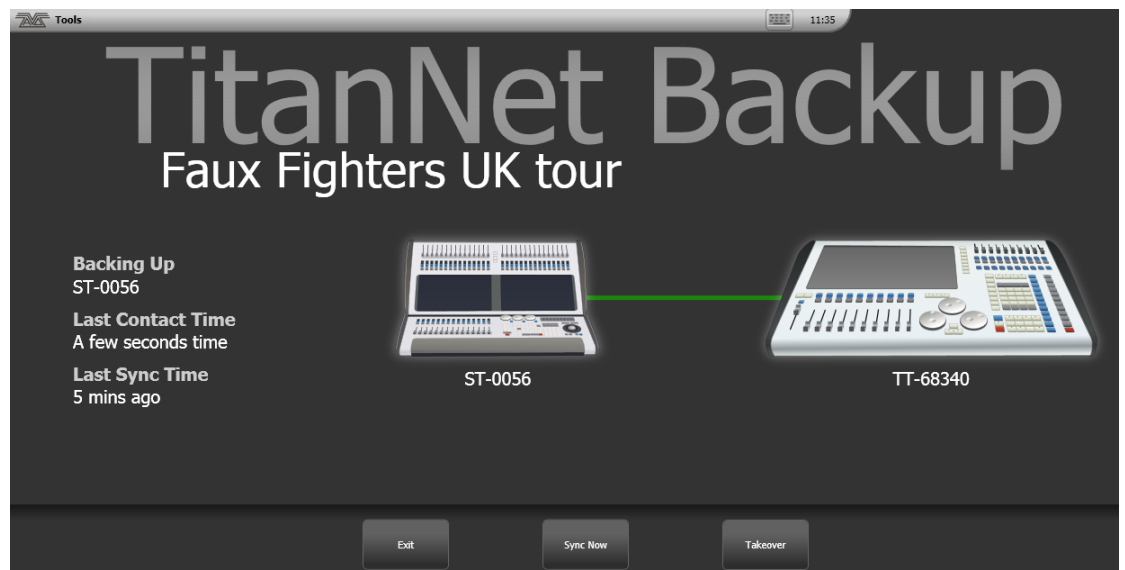 Tools
11:35
TitanNet Backup
Faux Fighters UK tour
Backing Up
ST-0056
Last Contact Time
A few seconds time
Last Sync Time
5 mins ago
ST-0056
TT-68340
Exit
Sync Now
Takeover